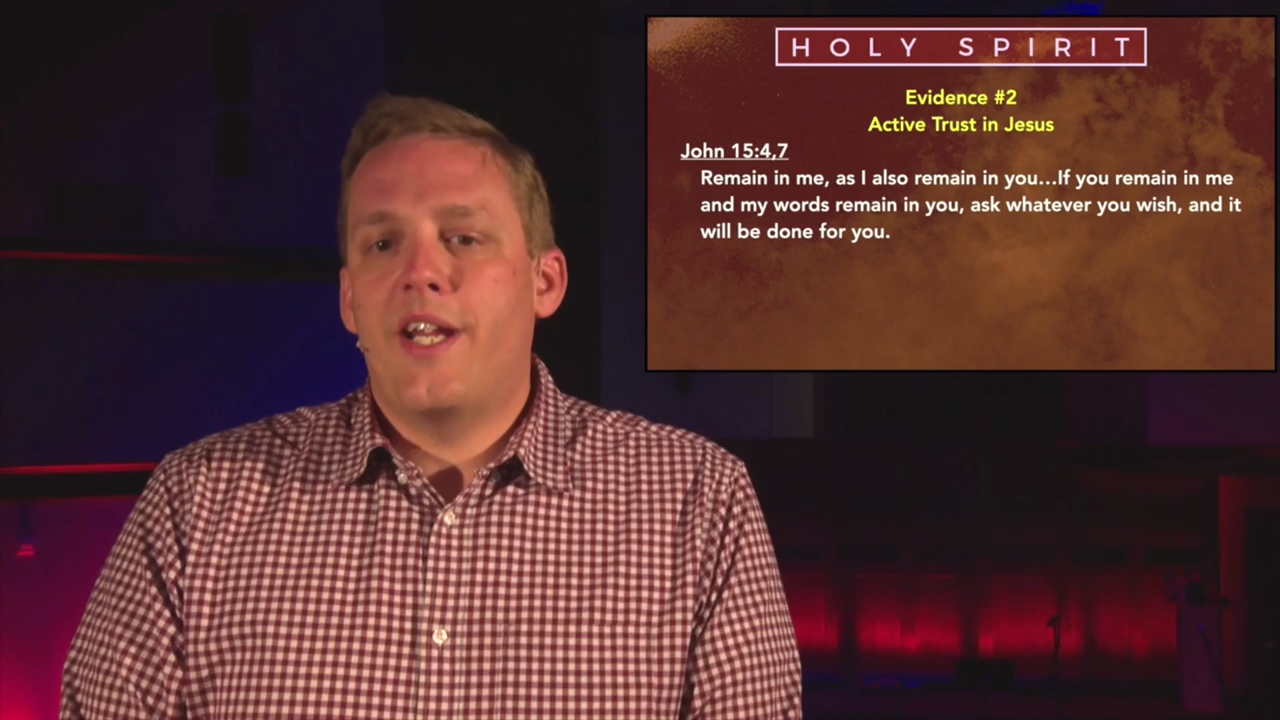 HOLY SPIRIT
Evidence #2
Active Trust in Jesus
John 15:4,7
Remain in me, as I also remain in you...If you remain in me
and my words remain in you, ask whatever you wish, and it
will be done for you.